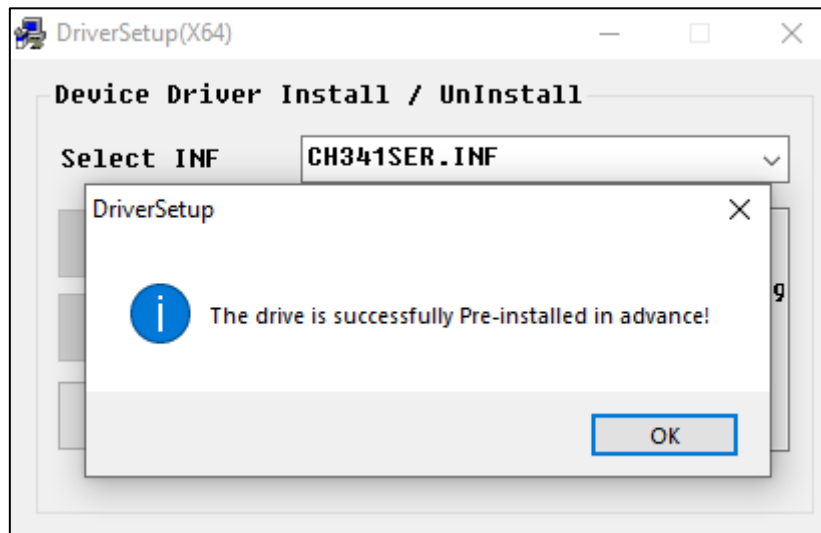 DriverSetup(X64)
Device Driver Install / UnInstall
Select INF CH341SER.INF
DriverSetup
The drive is successfully Pre-installed in advance!
OK